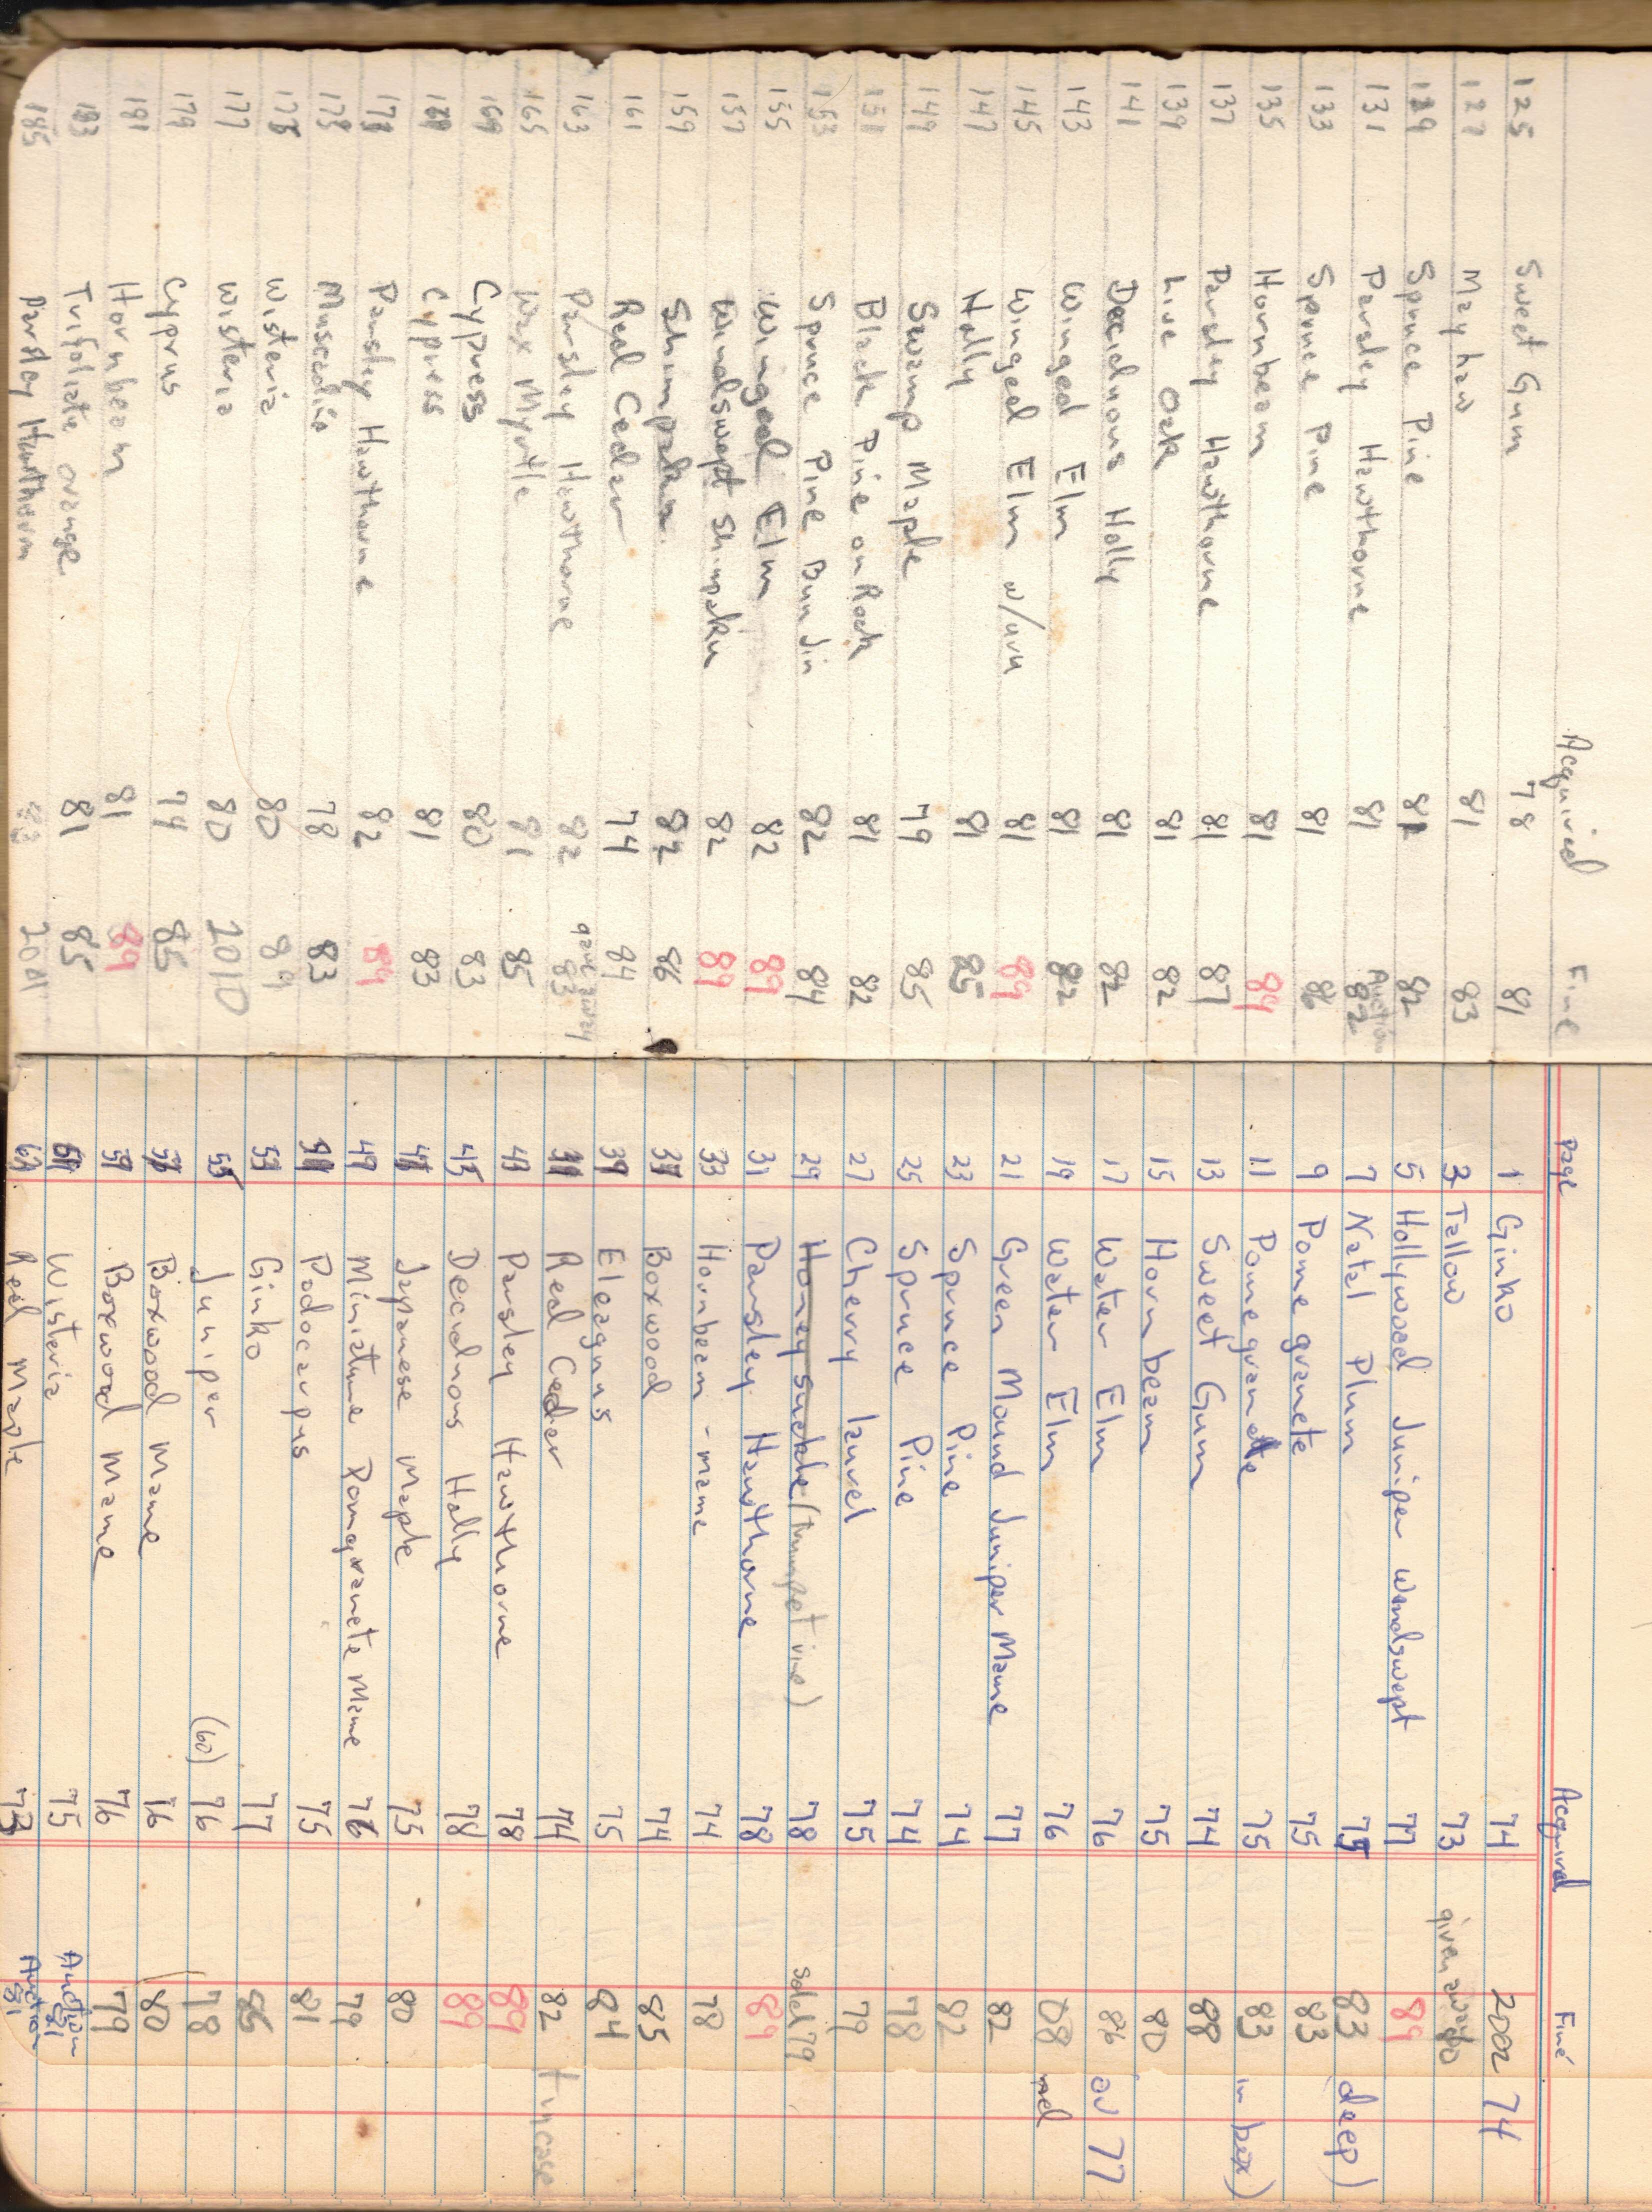 Acquired Fine
125 Sweet Gum 78 81
127 Mayhaw 81 83
129 Spruce Pine 81 82
131 Parsley Hawthorne 81 Auction 82
133 Spruce Pine 81 86
135 Hornbeam 81 89
137 Parsley Hawthorne 81 87
139 Live Oak 81 82
141 Deciduous Holly 81 82
143 Winged Elm 81 82
145 Winged Elm 81 89
147 Holly 81 85
149 Swamp Maple 79 85
151 Black Pine on Rock 81 82
153 Spruce Pine Bunjin 82 84
155 Winged Elm 82 89
157 Windswept Shimpaku 82 89
159 Shimpaku 82 86
161 Red Cedar 74 84
163 Parsley Hawthorne 82 gave away 83
165 Wax Myrtle 81 85
Cypress 80 83
Cypress 81 83
Parsley Hawthorne 82 89
Muscadine 78 83
Wisteria 80 89
177 Wisteria 80 2010
179 Cyprus 74 85
181 Hornbeam 81 89
183 Trifoliate orange 81 85
185 Parsley Hawthorn 83 2001
page Acquired Fine
1 Ginko 74 2002 74
3 Tallow 73 given away 80
5 Hollywood Juniper Windswept 77 89
7 Natal Plum 75 83 deep)
9 Pomegranete 75 83
11 Pomegranette 75 83 in box)
13 Sweet Gum 74 88
15 Hornbeam 75 80
17 Water Elm 76 86 77
19 Water Elm 76 08
21 Green Mound Juniper Mame 77 82
23 Spruce Pine 74 82
25 Spruce Pine 74 78
27 Cherry laurel 75 79
29 Honeysuckle (trumpet vine) 78 Sold 79
31 Parsley Hawthorne 78 89
33 Hornbeam - mame 74 78
37 Boxwood 74 85
39 Eleagnus 75 84
Red Cedar 74 82
43 Parsley Hawthorne 78 89
45 Deciduous Holly 78 89
47 Japanese Maple 75 80
49 Miniature Pomgranete Mame 76 79
51 Podocarpus 75 81
53 Ginko 77 86
55 Juniper (60) 76 78
57 Boxwood Mame 76 80
59 Boxwood Mame 76 79
61 Wisteria 75 Auction 81
63 Red Maple 73 Auction 81